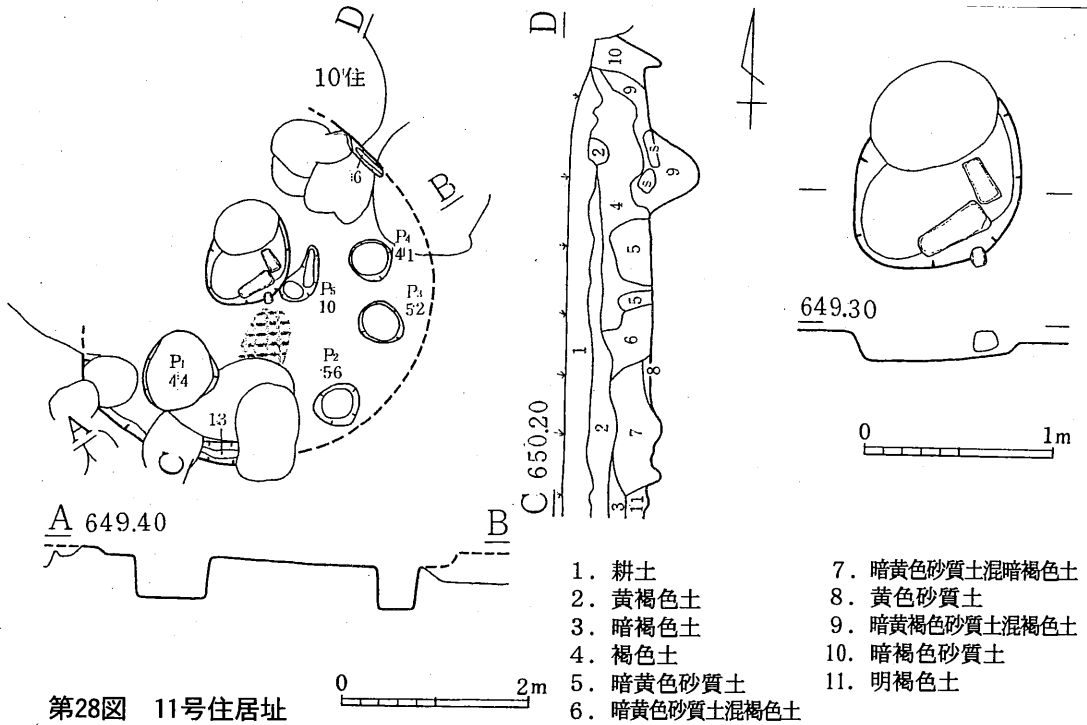 D
10住
6
B
P₄
41
P₅
10
P₃
52
P₂
56
P₁
44
13
A
C
A 649.40 B
D
10
9
2
S
S
9
4
5
5
6
1
8
2
7
3
11
C 650.20
649.30
0 1m
1. 耕土
2. 黄褐色土
3. 暗褐色土
4. 褐色土
5. 暗黄色砂質土
6. 暗黄色砂質土混褐色土
7. 暗黄色砂質土混暗褐色土
8. 黄色砂質土
9. 暗黄褐色砂質土混褐色土
10. 暗褐色砂質土
11. 明褐色土
0 2m
第28図 11号住居址